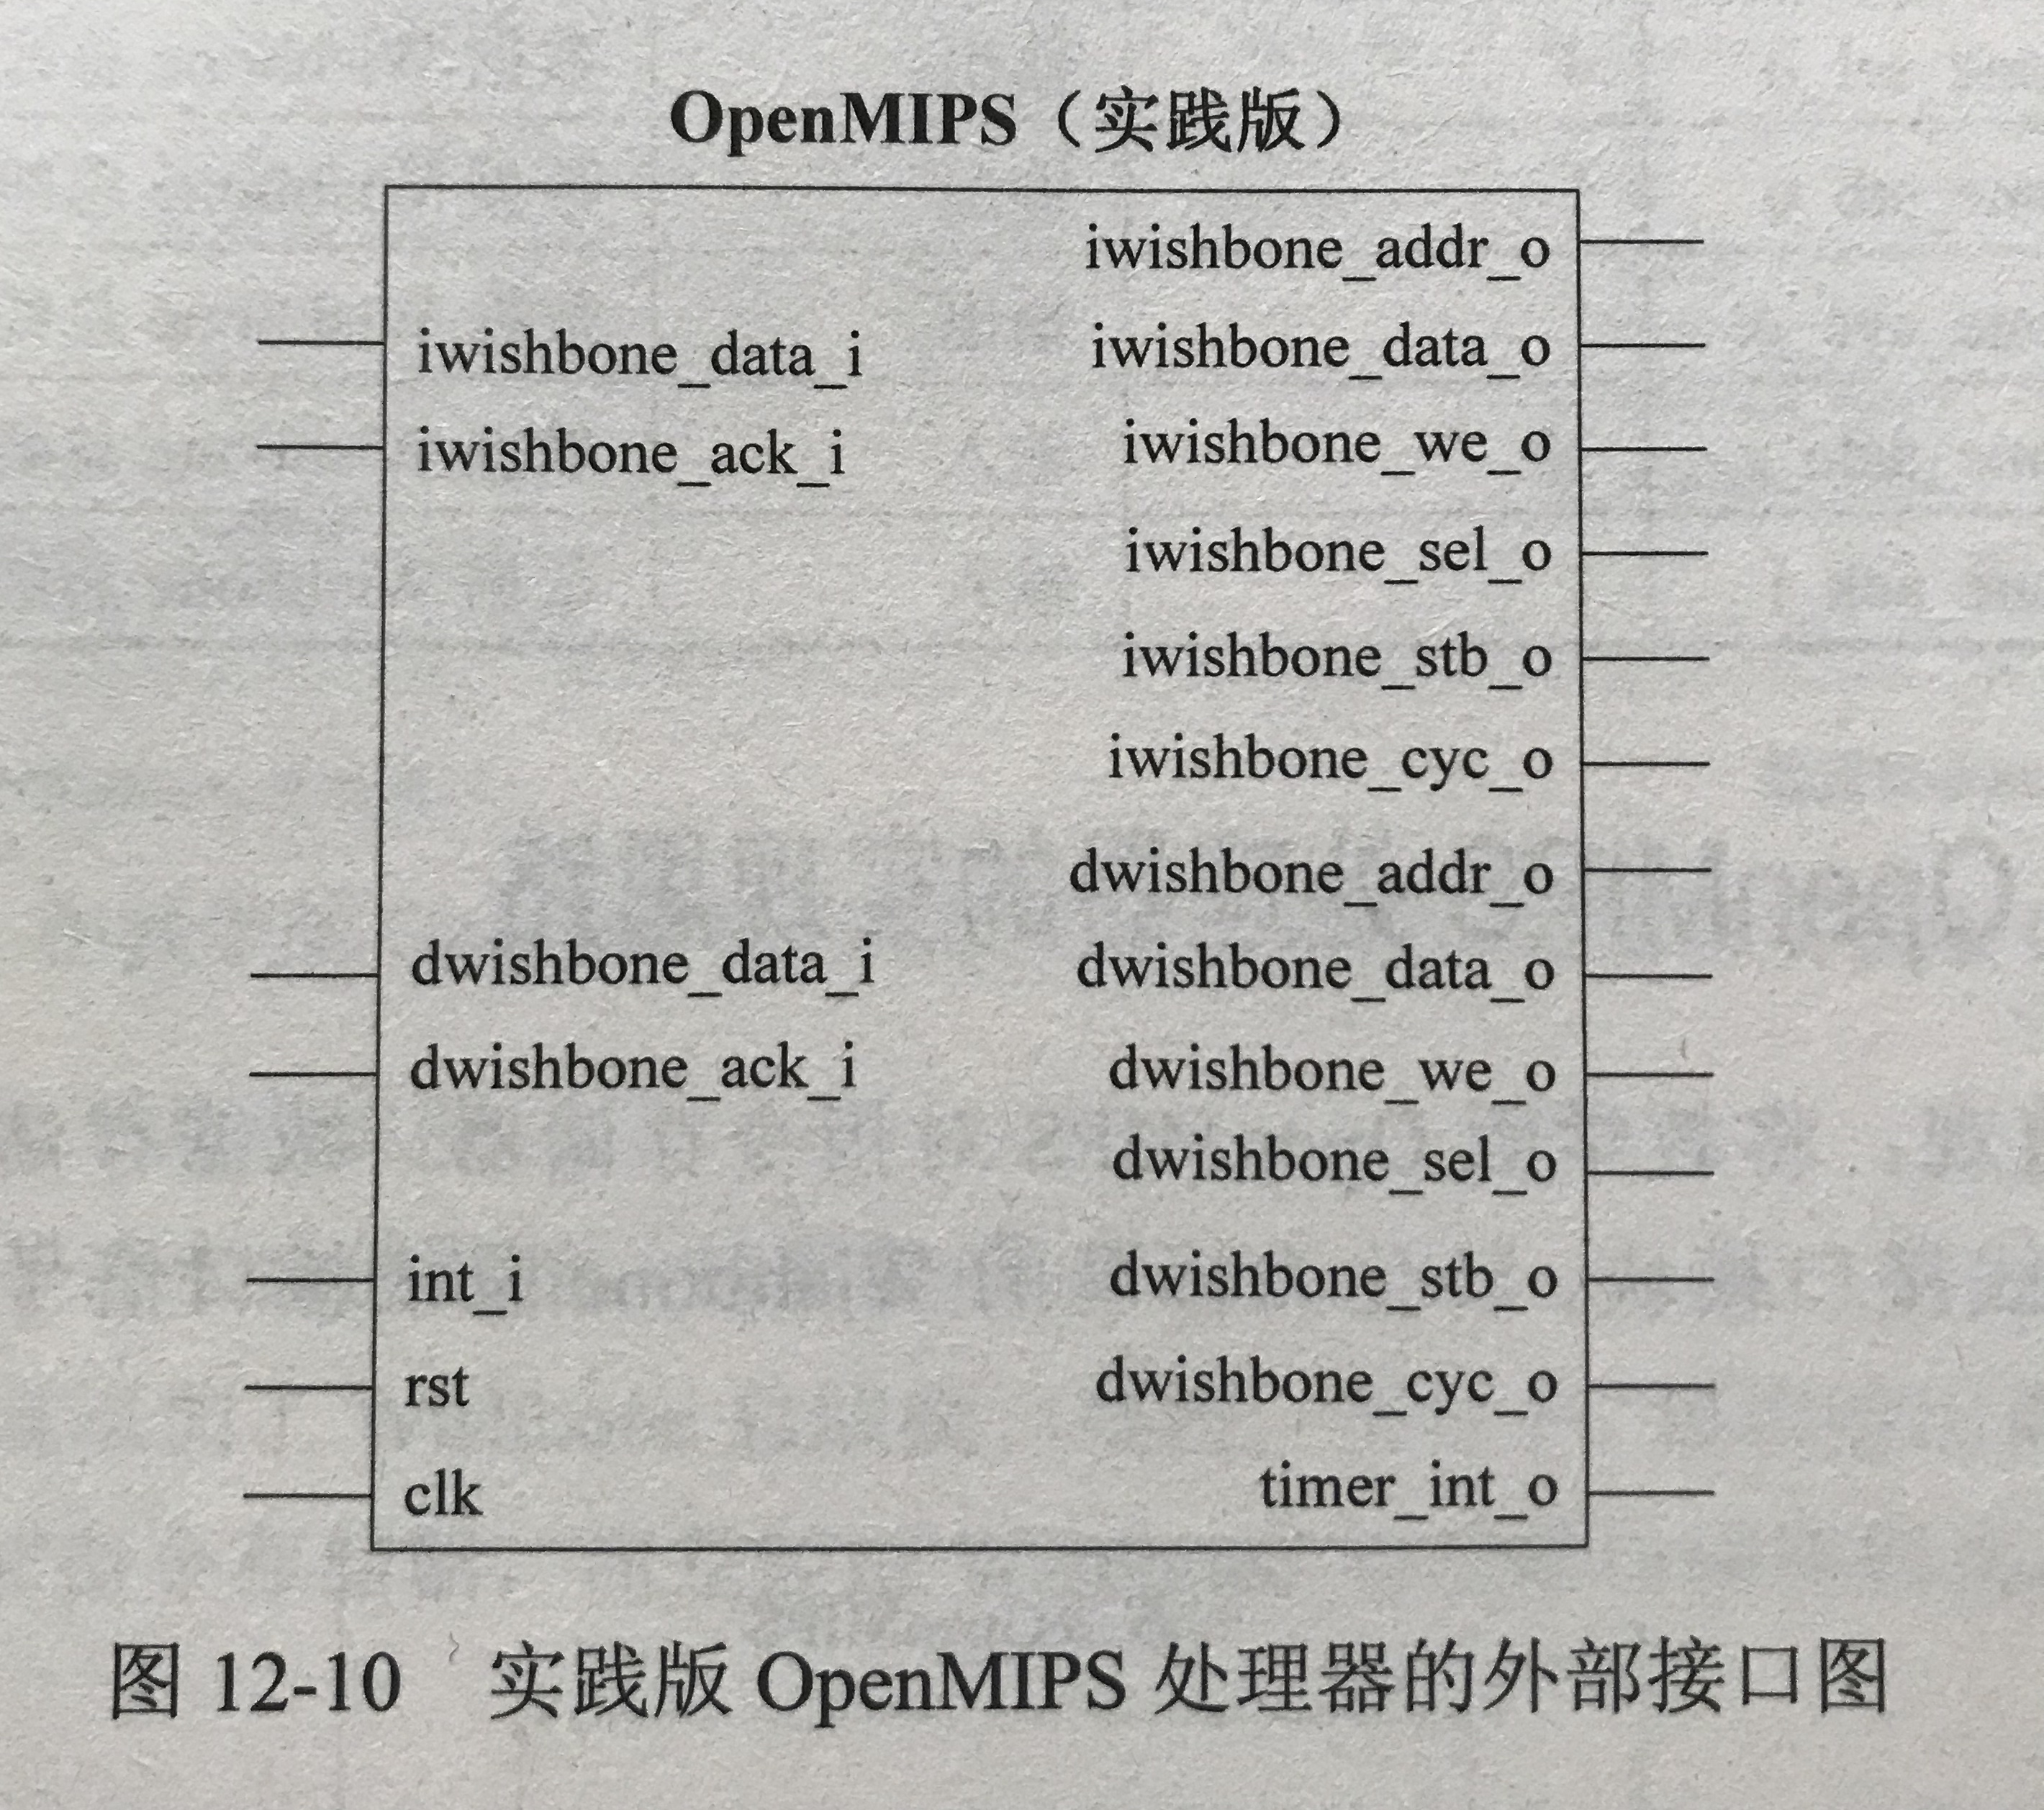 OpenMIPS（实践版）
iwishbone_addr_o
iwishbone_data_i
iwishbone_data_o
iwishbone_ack_i
iwishbone_we_o
iwishbone_sel_o
iwishbone_stb_o
iwishbone_cyc_o
dwishbone_addr_o
dwishbone_data_i
dwishbone_data_o
dwishbone_ack_i
dwishbone_we_o
dwishbone_sel_o
int_i
dwishbone_stb_o
rst
dwishbone_cyc_o
clk
timer_int_o
图 12-10 实践版 OpenMIPS 处理器的外部接口图